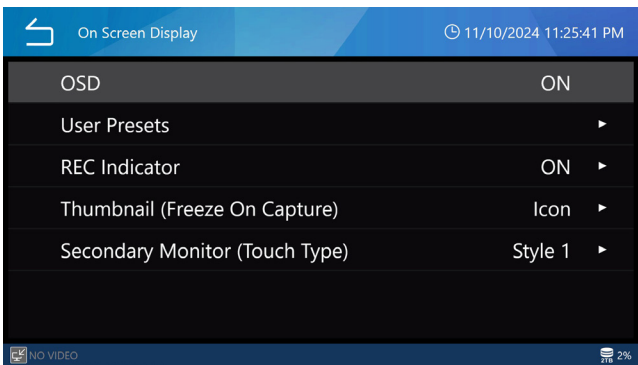 On Screen Display 11/10/2024 11:25:41 PM
OSD ON
User Presets
REC Indicator ON
Thumbnail (Freeze On Capture) Icon
Secondary Monitor (Touch Type) Style 1
NO VIDEO 2TB 2%